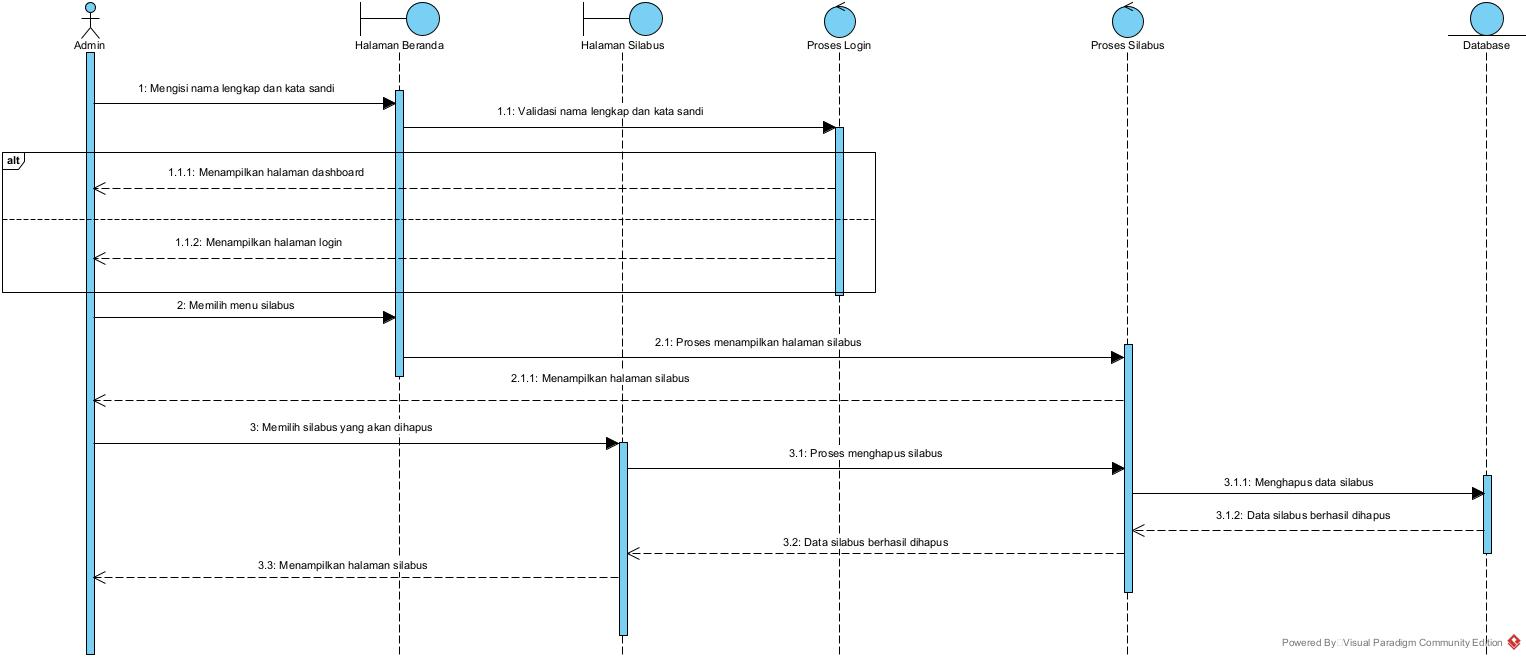 Admin
Halaman Beranda
Halaman Silabus
Proses Login
Proses Silabus
Database
1: Mengisi nama lengkap dan kata sandi
1.1: Validasi nama lengkap dan kata sandi
alt
1.1.1: Menampilkan halaman dashboard
1.1.2: Menampilkan halaman login
2: Memilih menu silabus
2.1: Proses menampilkan halaman silabus
2.1.1: Menampilkan halaman silabus
3: Memilih silabus yang akan dihapus
3.1: Proses menghapus silabus
3.1.1: Menghapus data silabus
3.1.2: Data silabus berhasil dihapus
3.2: Data silabus berhasil dihapus
3.3: Menampilkan halaman silabus
Powered By Visual Paradigm Community Edition